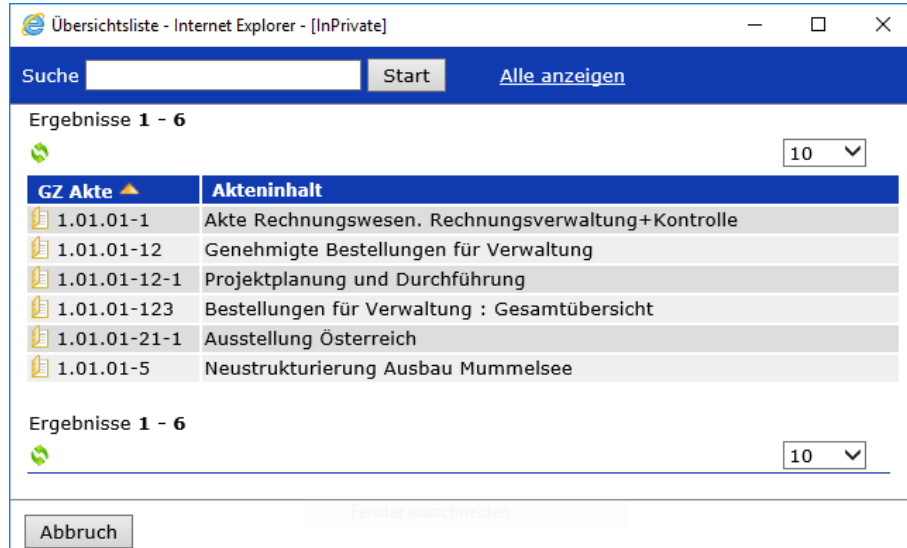 Übersichtsliste - Internet Explorer - [InPrivate]
Suche Start Alle anzeigen
Ergebnisse 1 - 6
10
GZ Akte Akteninhalt
1.01.01-1 Akte Rechnungswesen. Rechnungsverwaltung+Kontrolle
1.01.01-12 Genehmigte Bestellungen für Verwaltung
1.01.01-12-1 Projektplanung und Durchführung
1.01.01-123 Bestellungen für Verwaltung : Gesamtübersicht
1.01.01-21-1 Ausstellung Österreich
1.01.01-5 Neustrukturierung Ausbau Mummelsee
Ergebnisse 1 - 6
10
Fenster ausschneiden
Abbruch